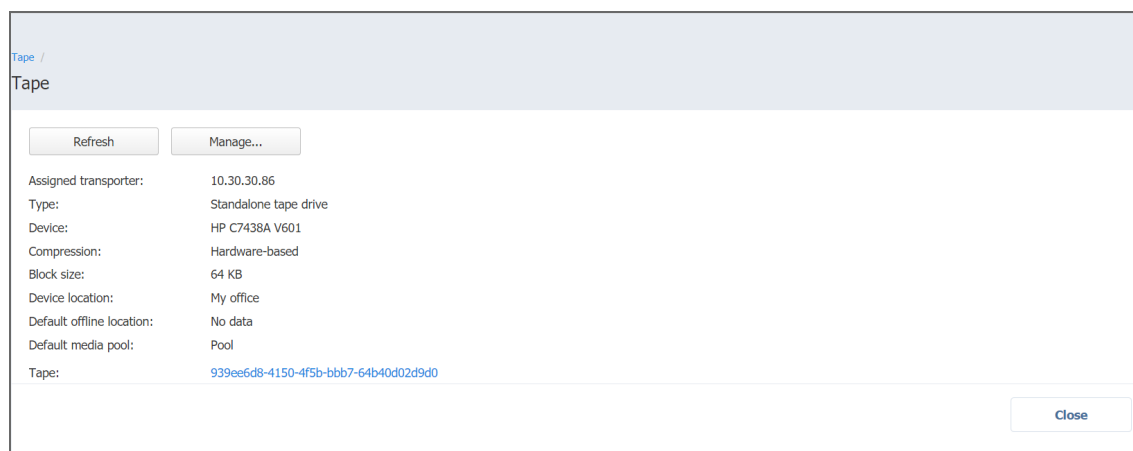 Tape /
Tape
Refresh Manage...
Assigned transporter: 10.30.30.86
Type: Standalone tape drive
Device: HP C7438A V601
Compression: Hardware-based
Block size: 64 KB
Device location: My office
Default offline location: No data
Default media pool: Pool
Tape: 939ee6d8-4150-4f5b-bbb7-64b40d02d9d0
Close